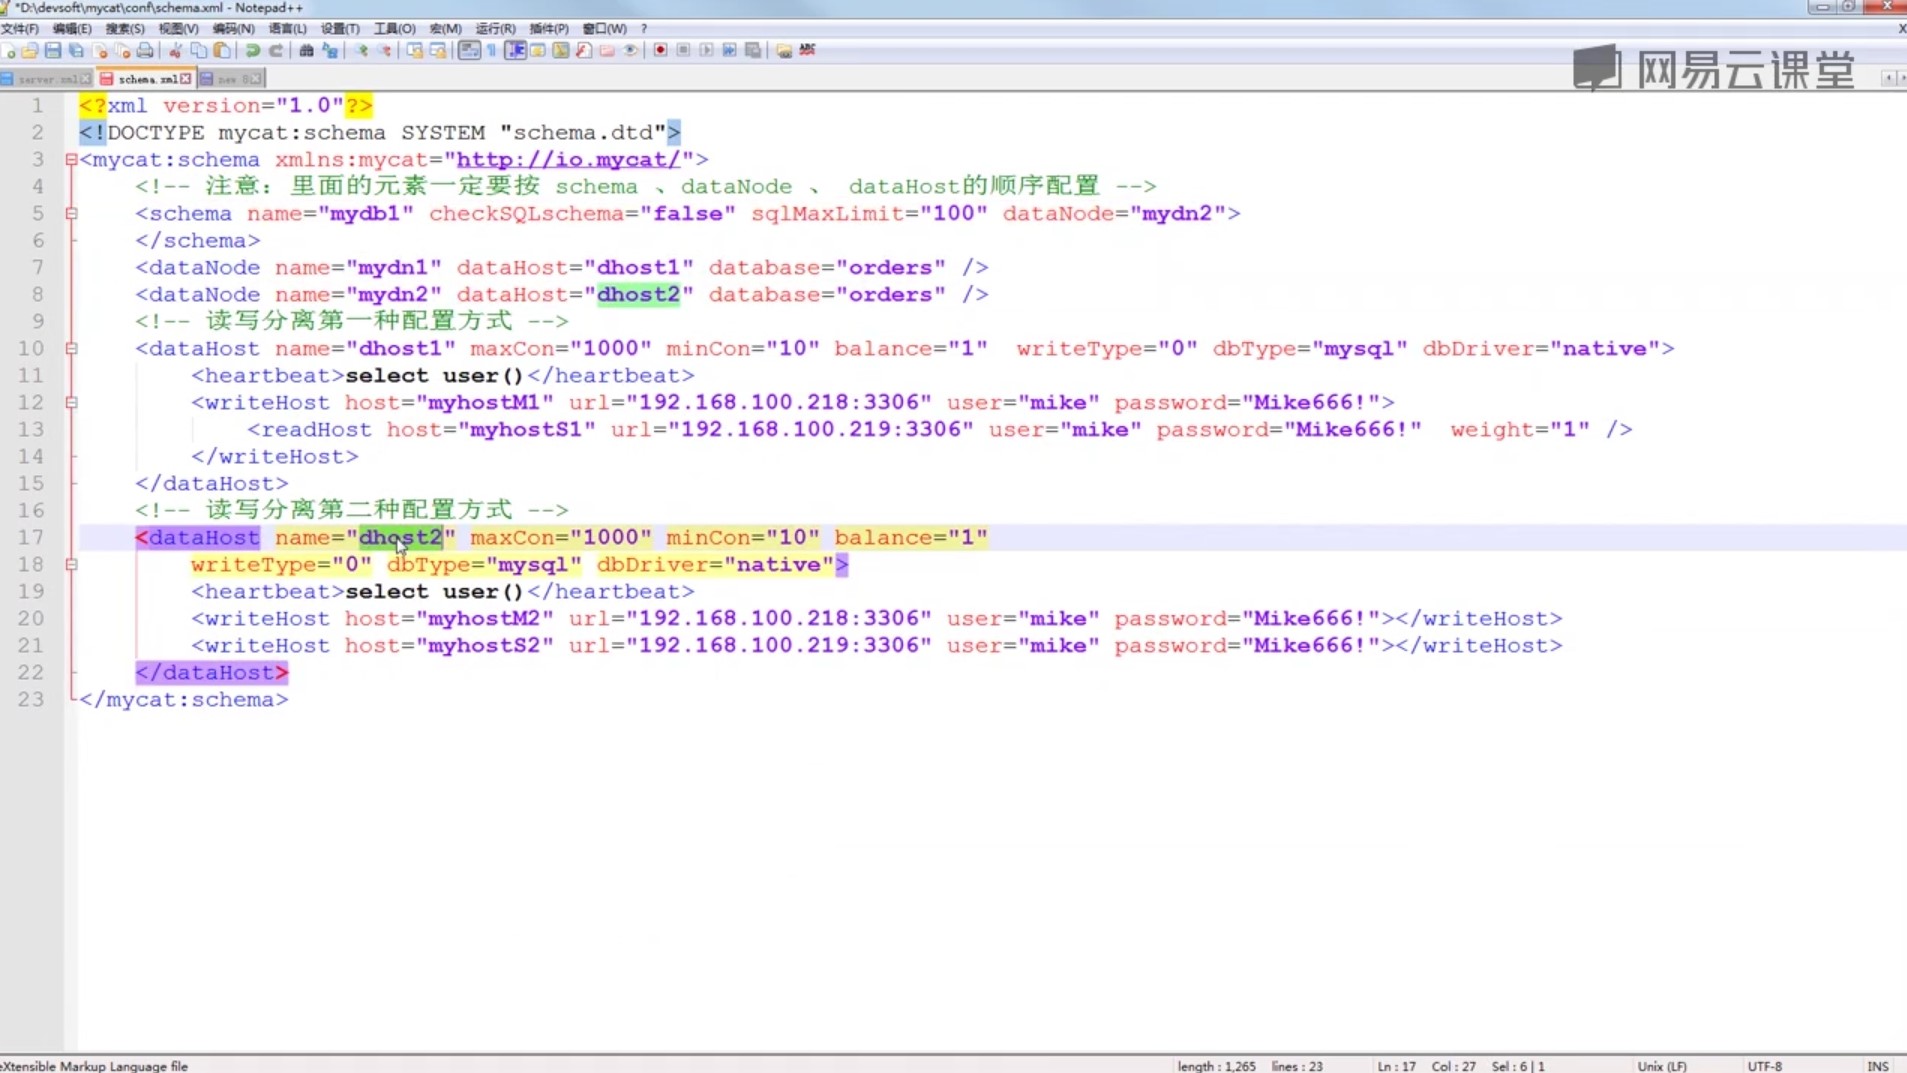 *D:\devsoft\mycat\conf\schema.xml - Notepad++
文件(F) 编辑(E) 搜索(S) 视图(V) 编码(N) 语言(L) 设置(T) 工具(O) 宏(M) 运行(R) 插件(P) 窗口(W) ?
server.xml schema.xml new 8
网易云课堂
1 <?xml version="1.0"?>
2 <!DOCTYPE mycat:schema SYSTEM "schema.dtd">
3 <mycat:schema xmlns:mycat="http://io.mycat/">
4 <!-- 注意: 里面的元素一定要按 schema 、dataNode 、 dataHost的顺序配置 -->
5 <schema name="mydb1" checkSQLschema="false" sqlMaxLimit="100" dataNode="mydn2">
6 </schema>
7 <dataNode name="mydn1" dataHost="dhost1" database="orders" />
8 <dataNode name="mydn2" dataHost="dhost2" database="orders" />
9 <!-- 读写分离第一种配置方式 -->
10 <dataHost name="dhost1" maxCon="1000" minCon="10" balance="1"  writeType="0" dbType="mysql" dbDriver="native">
11 <heartbeat>select user()</heartbeat>
12 <writeHost host="myhostM1" url="192.168.100.218:3306" user="mike" password="Mike666!">
13 <readHost host="myhostS1" url="192.168.100.219:3306" user="mike" password="Mike666!"  weight="1" />
14 </writeHost>
15 </dataHost>
16 <!-- 读写分离第二种配置方式 -->
17 <dataHost name="dhost2" maxCon="1000" minCon="10" balance="1"
18 writeType="0" dbType="mysql" dbDriver="native">
19 <heartbeat>select user()</heartbeat>
20 <writeHost host="myhostM2" url="192.168.100.218:3306" user="mike" password="Mike666!"></writeHost>
21 <writeHost host="myhostS2" url="192.168.100.219:3306" user="mike" password="Mike666!"></writeHost>
22 </dataHost>
23 </mycat:schema>
eXtensible Markup Language file length : 1,265 lines : 23 Ln : 17 Col : 27 Sel : 6 | 1 Unix (LF) UTF-8 INS